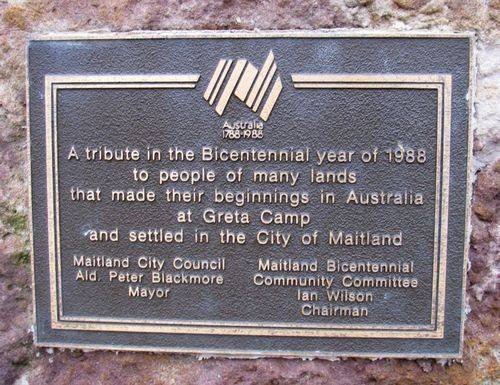 Australia
1788-1988
A tribute in the Bicentennial year of 1988
to people of many lands
that made their beginnings in Australia
at Greta Camp
and settled in the City of Maitland
Maitland City Council
Ald. Peter Blackmore
Mayor
Maitland Bicentennial
Community Committee
Ian Wilson
Chairman